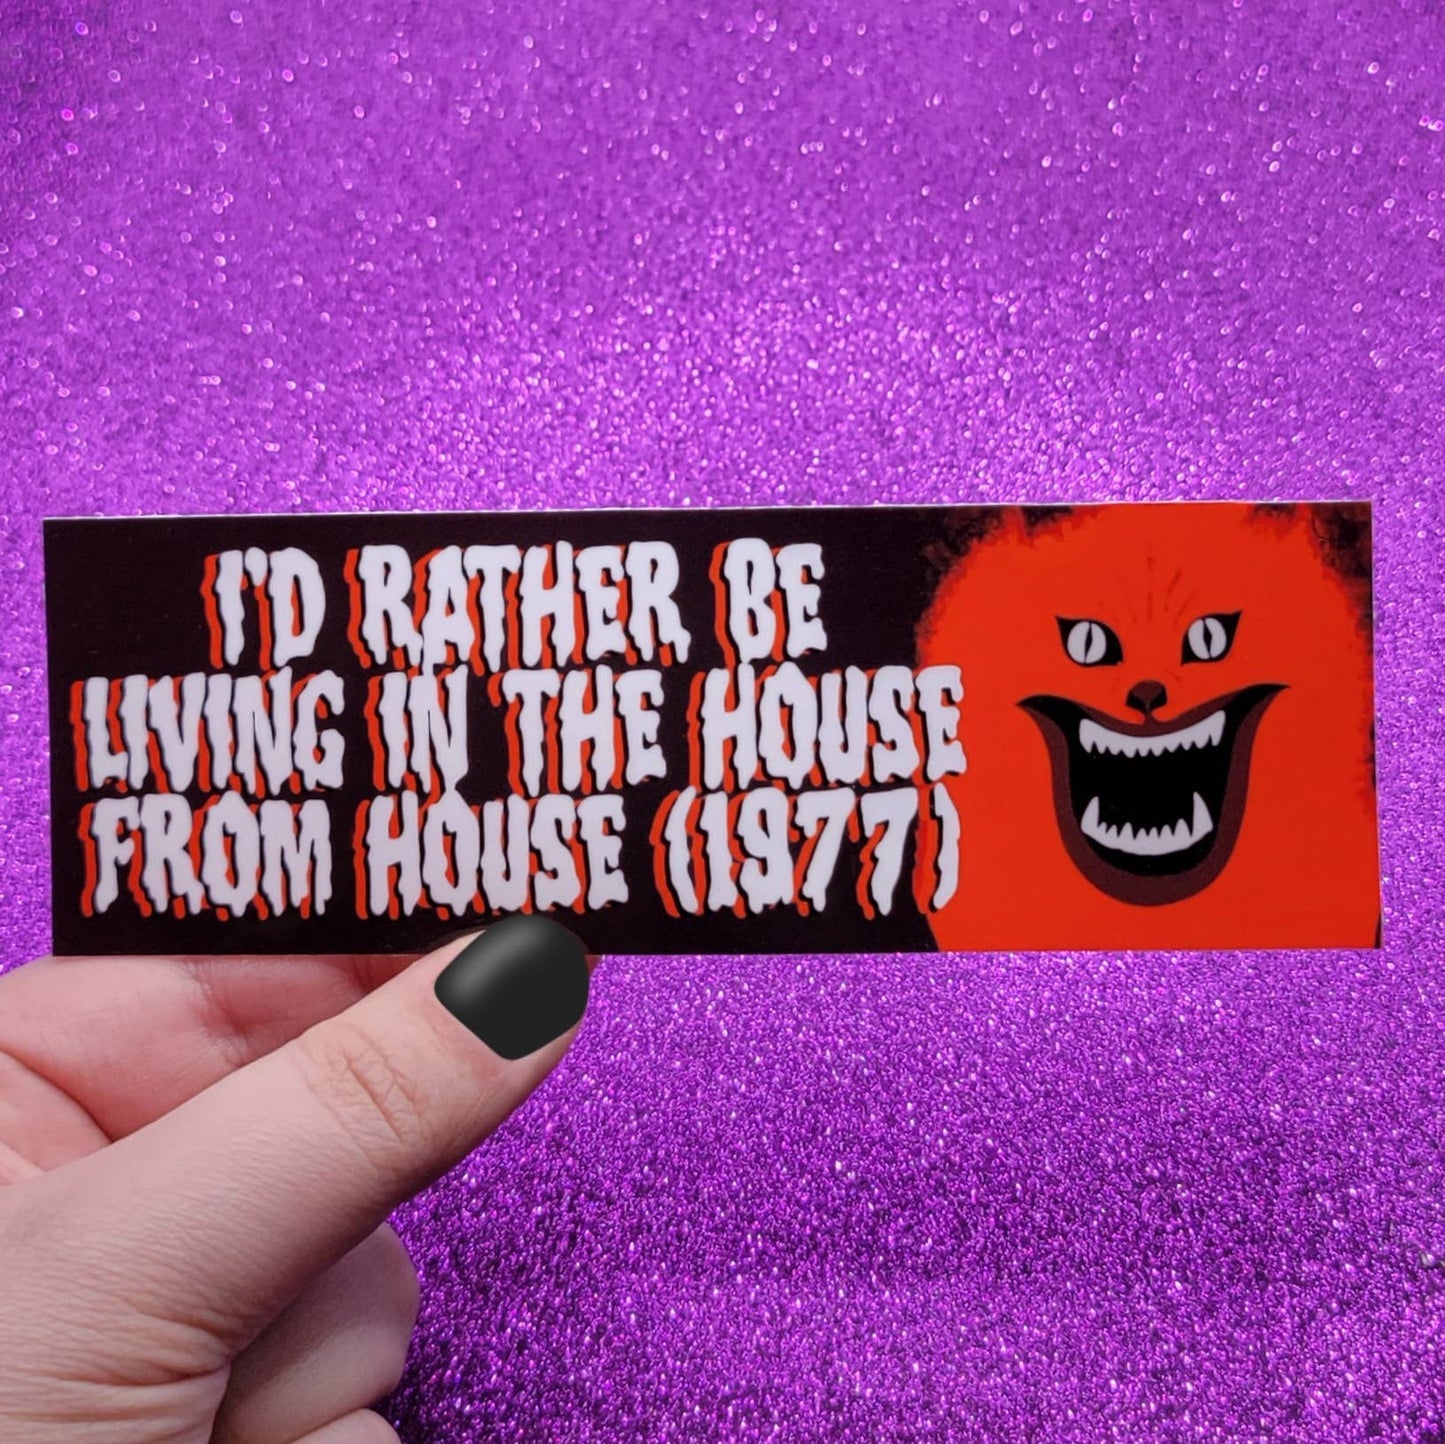 I'D RATHER BE
LIVING IN THE HOUSE
FROM HOUSE (1977)